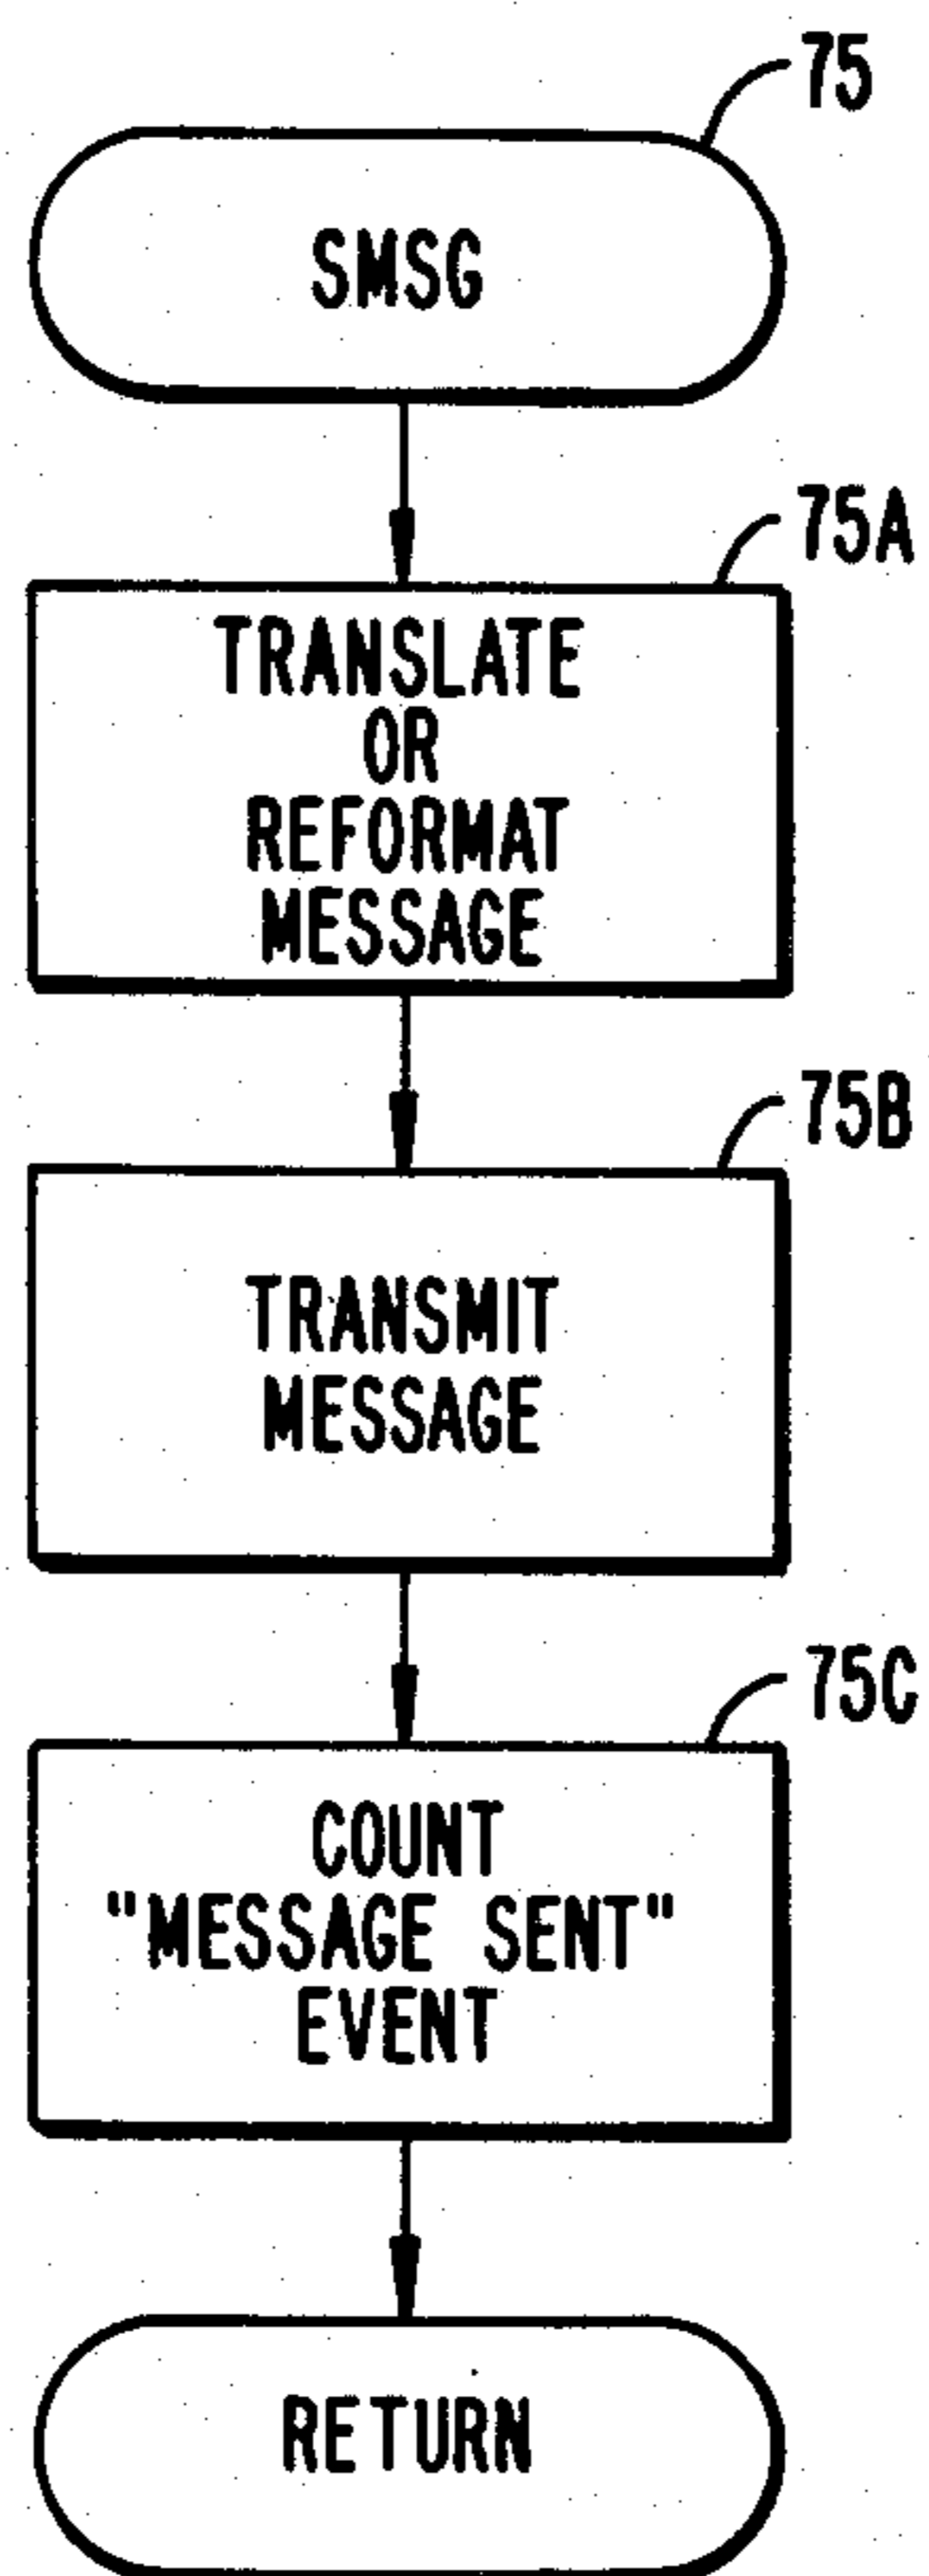 75
SMSG
75A
TRANSLATE
OR
REFORMAT
MESSAGE
75B
TRANSMIT
MESSAGE
75C
COUNT
"MESSAGE SENT"
EVENT
RETURN